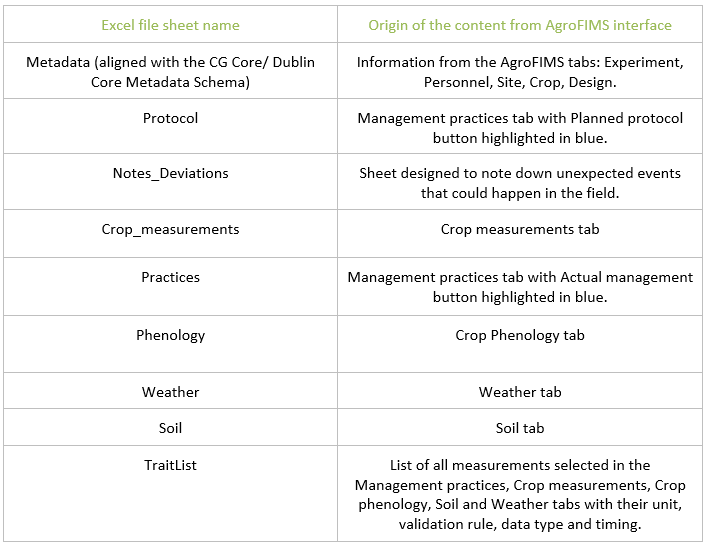 Excel file sheet name
Origin of the content from AgroFIMS interface
Metadata (aligned with the CG Core/ Dublin
Core Metadata Schema)
Information from the AgroFIMS tabs: Experiment,
Personnel, Site, Crop, Design.
Protocol
Management practices tab with Planned protocol
button highlighted in blue.
Notes_Deviations
Sheet designed to note down unexpected events
that could happen in the field.
Crop_measurements
Crop measurements tab
Practices
Management practices tab with Actual management
button highlighted in blue.
Phenology
Crop Phenology tab
Weather
Weather tab
Soil
Soil tab
TraitList
List of all measurements selected in the
Management practices, Crop measurements, Crop
phenology, Soil and Weather tabs with their unit,
validation rule, data type and timing.